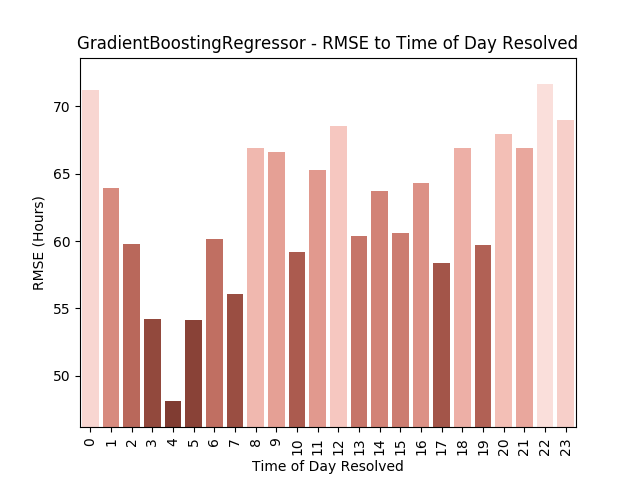 GradientBoostingRegressor - RMSE to Time of Day Resolved
RMSE (Hours)
70
65
60
55
50
0 1 2 3 4 5 6 7 8 9 10 11 12 13 14 15 16 17 18 19 20 21 22 23
Time of Day Resolved